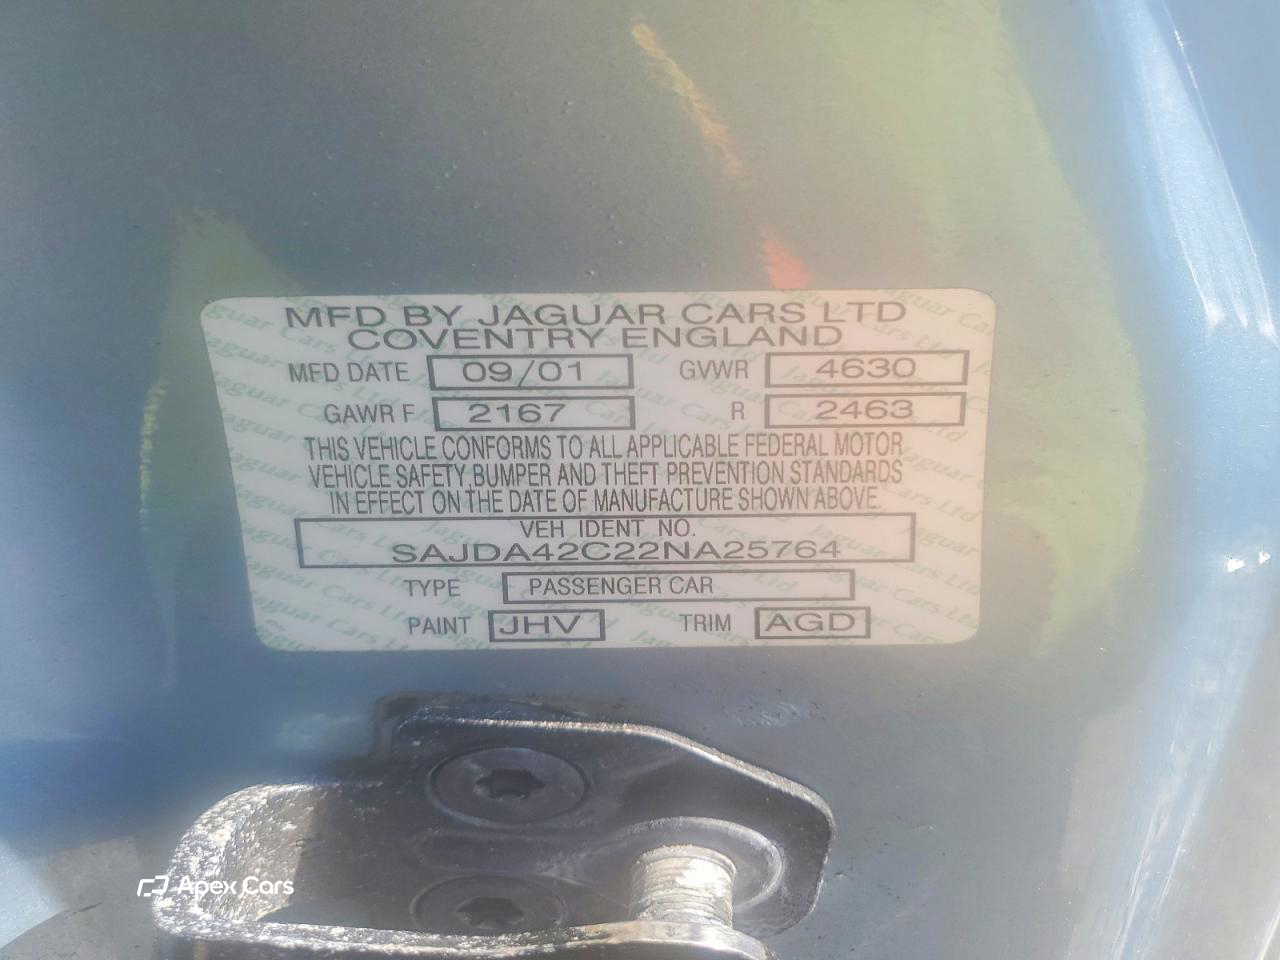 MFD BY JAGUAR CARS LTD
COVENTRY ENGLAND
MFD DATE 09/01 GVWR 4630
GAWR F 2167 R 2463
THIS VEHICLE CONFORMS TO ALL APPLICABLE FEDERAL MOTOR
VEHICLE SAFETY, BUMPER AND THEFT PREVENTION STANDARDS
IN EFFECT ON THE DATE OF MANUFACTURE SHOWN ABOVE.
VEH IDENT NO.
SAJDA42C22NA25764
TYPE PASSENGER CAR
PAINT JHV TRIM AGD
Apex Cars